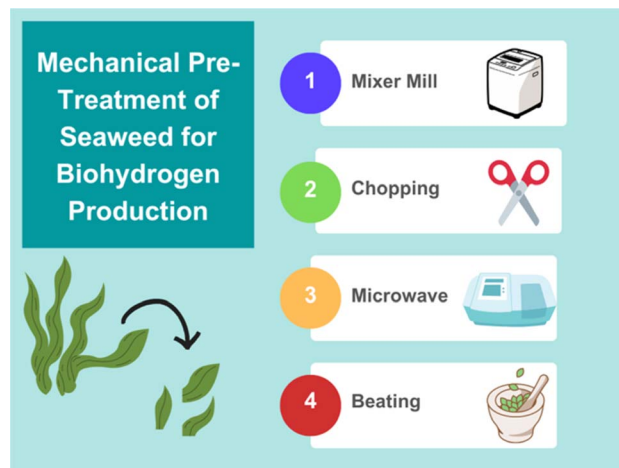 Mechanical Pre-
Treatment of
Seaweed for
Biohydrogen
Production
1 Mixer Mill
2 Chopping
3 Microwave
4 Beating